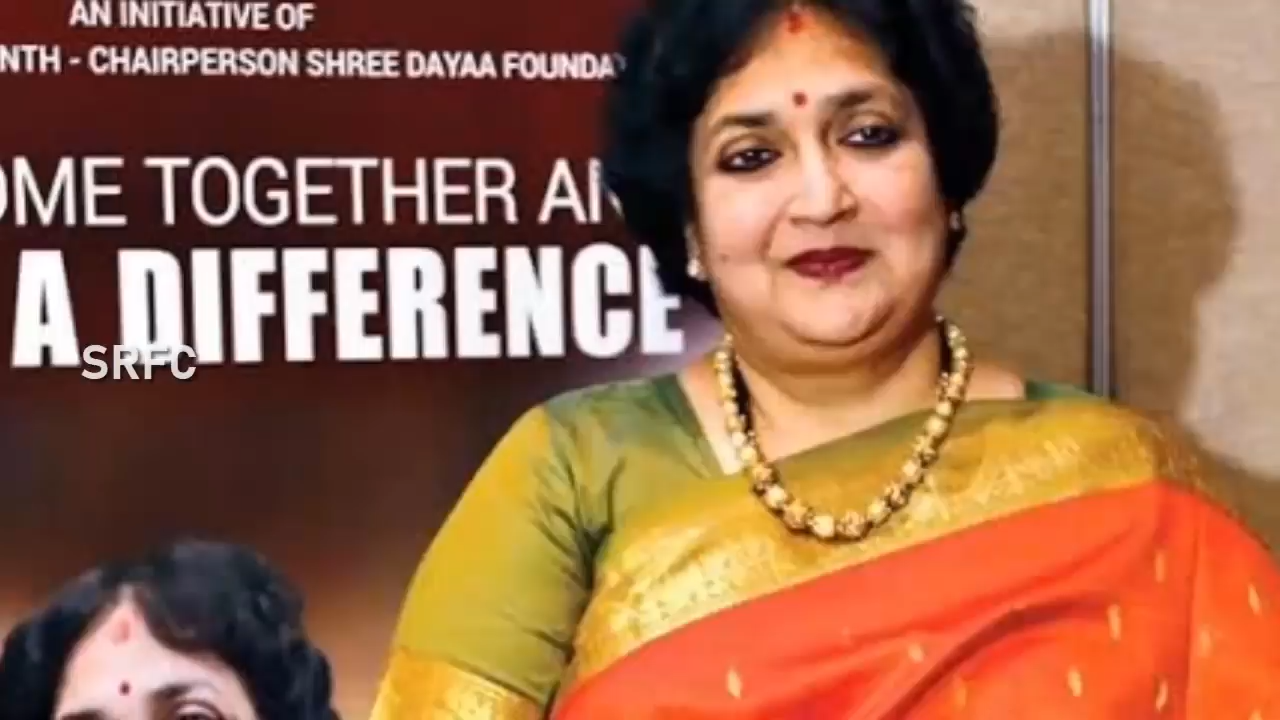 AN INITIATIVE OF
NTH - CHAIRPERSON SHREE DAYAA FOUNDA
OME TOGETHER AN
A DIFFERENCE
SRFC